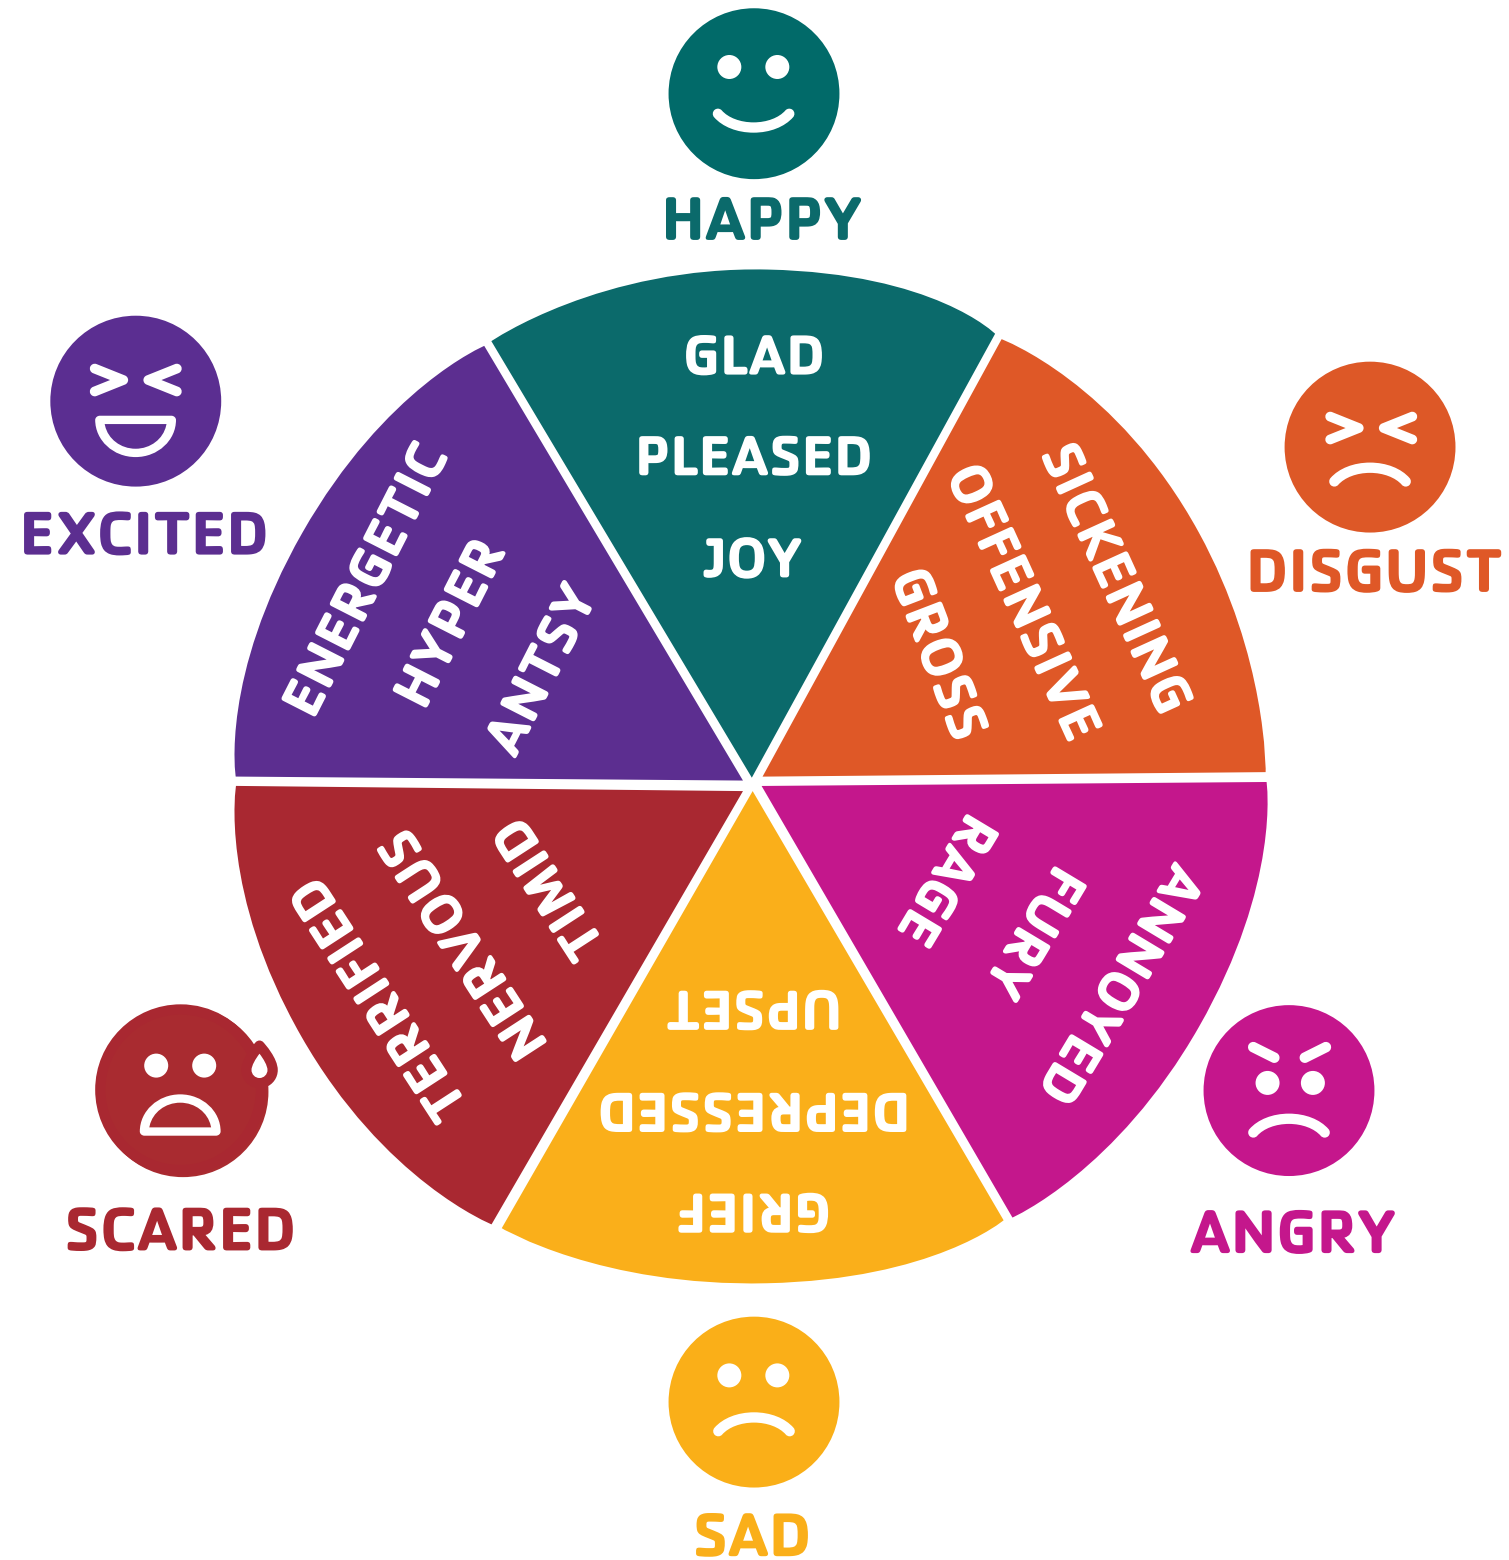 HAPPY
GLAD
PLEASED
JOY
DISGUST
SICKENING
OFFENSIVE
GROSS
ANGRY
ANNOYED
FURY
RAGE
SAD
GRIEF
DEPRESSED
UPSET
SCARED
TERRIFIED
NERVOUS
TIMID
EXCITED
ENERGETIC
HYPER
ANTSY